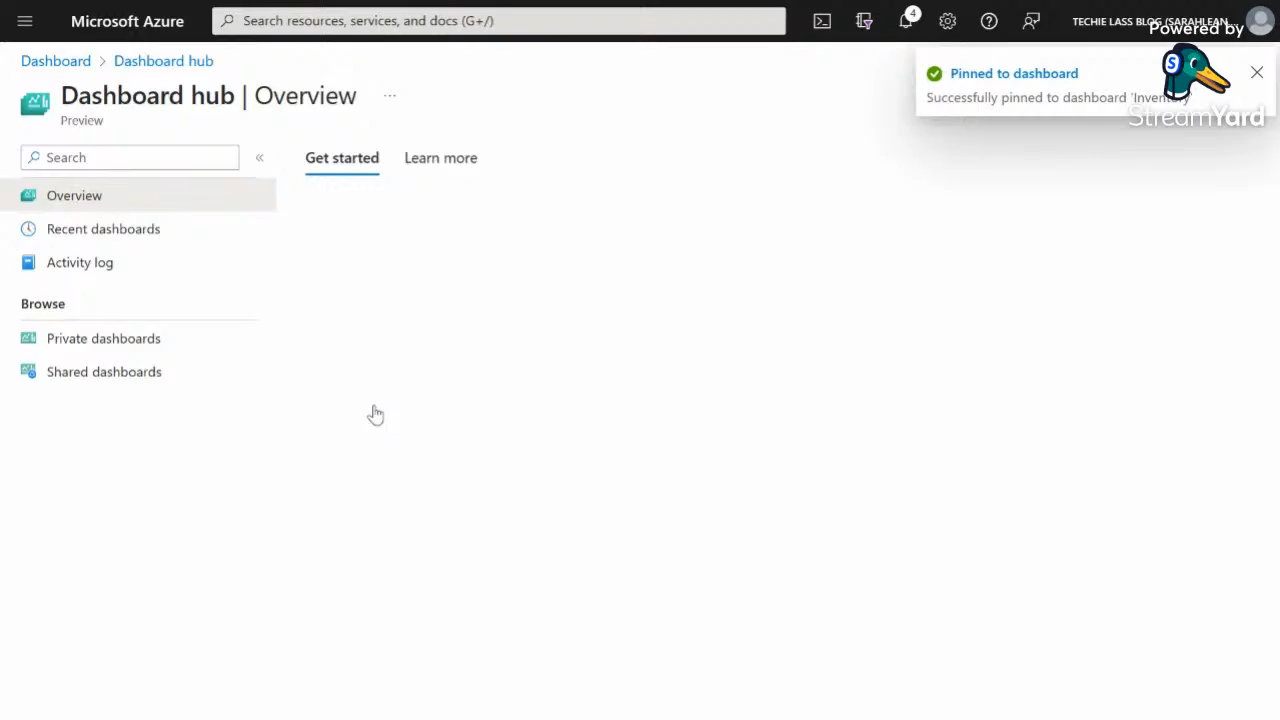 Microsoft Azure
Search resources, services, and docs (G+/)
4
TECHIE LASS BLOG (SARAHLEAN...
Powered by
Dashboard > Dashboard hub
Dashboard hub | Overview ...
Preview
Pinned to dashboard
Successfully pinned to dashboard 'Inventory'
S
StreamYard
Search «
Get started Learn more
Overview
Recent dashboards
Activity log
Browse
Private dashboards
Shared dashboards